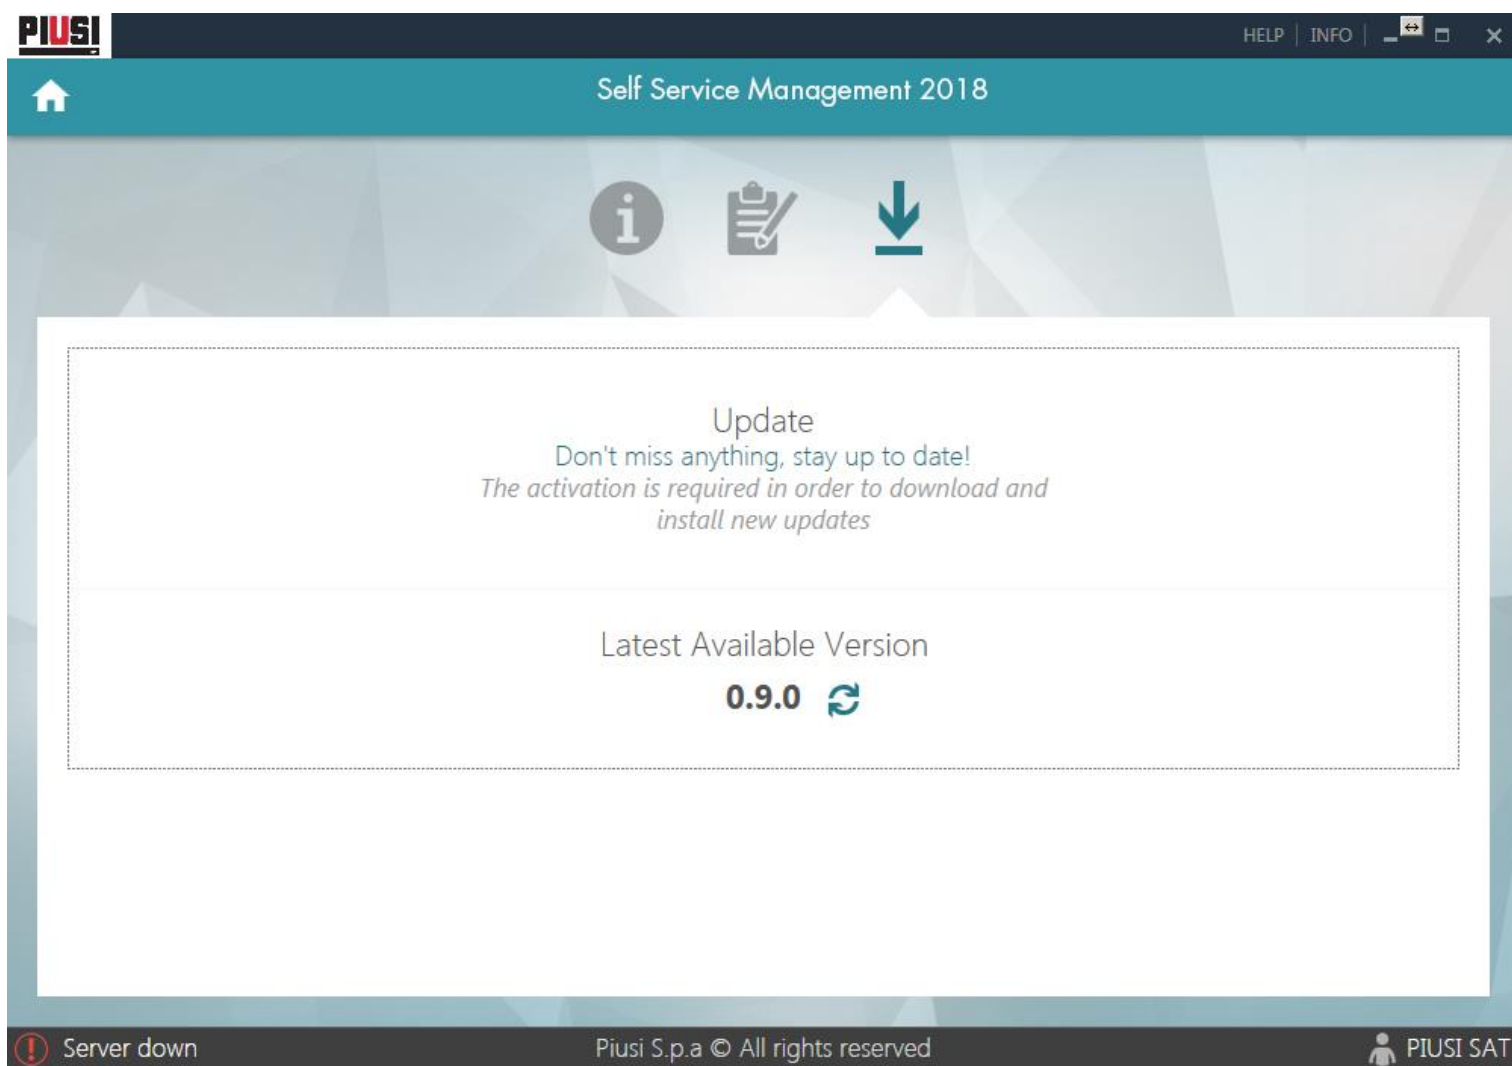 PIUSI
HELP | INFO |
Self Service Management 2018
Update
Don't miss anything, stay up to date!
The activation is required in order to download and
install new updates
Latest Available Version
0.9.0
Server down
Piusi S.p.a © All rights reserved
PIUSI SAT